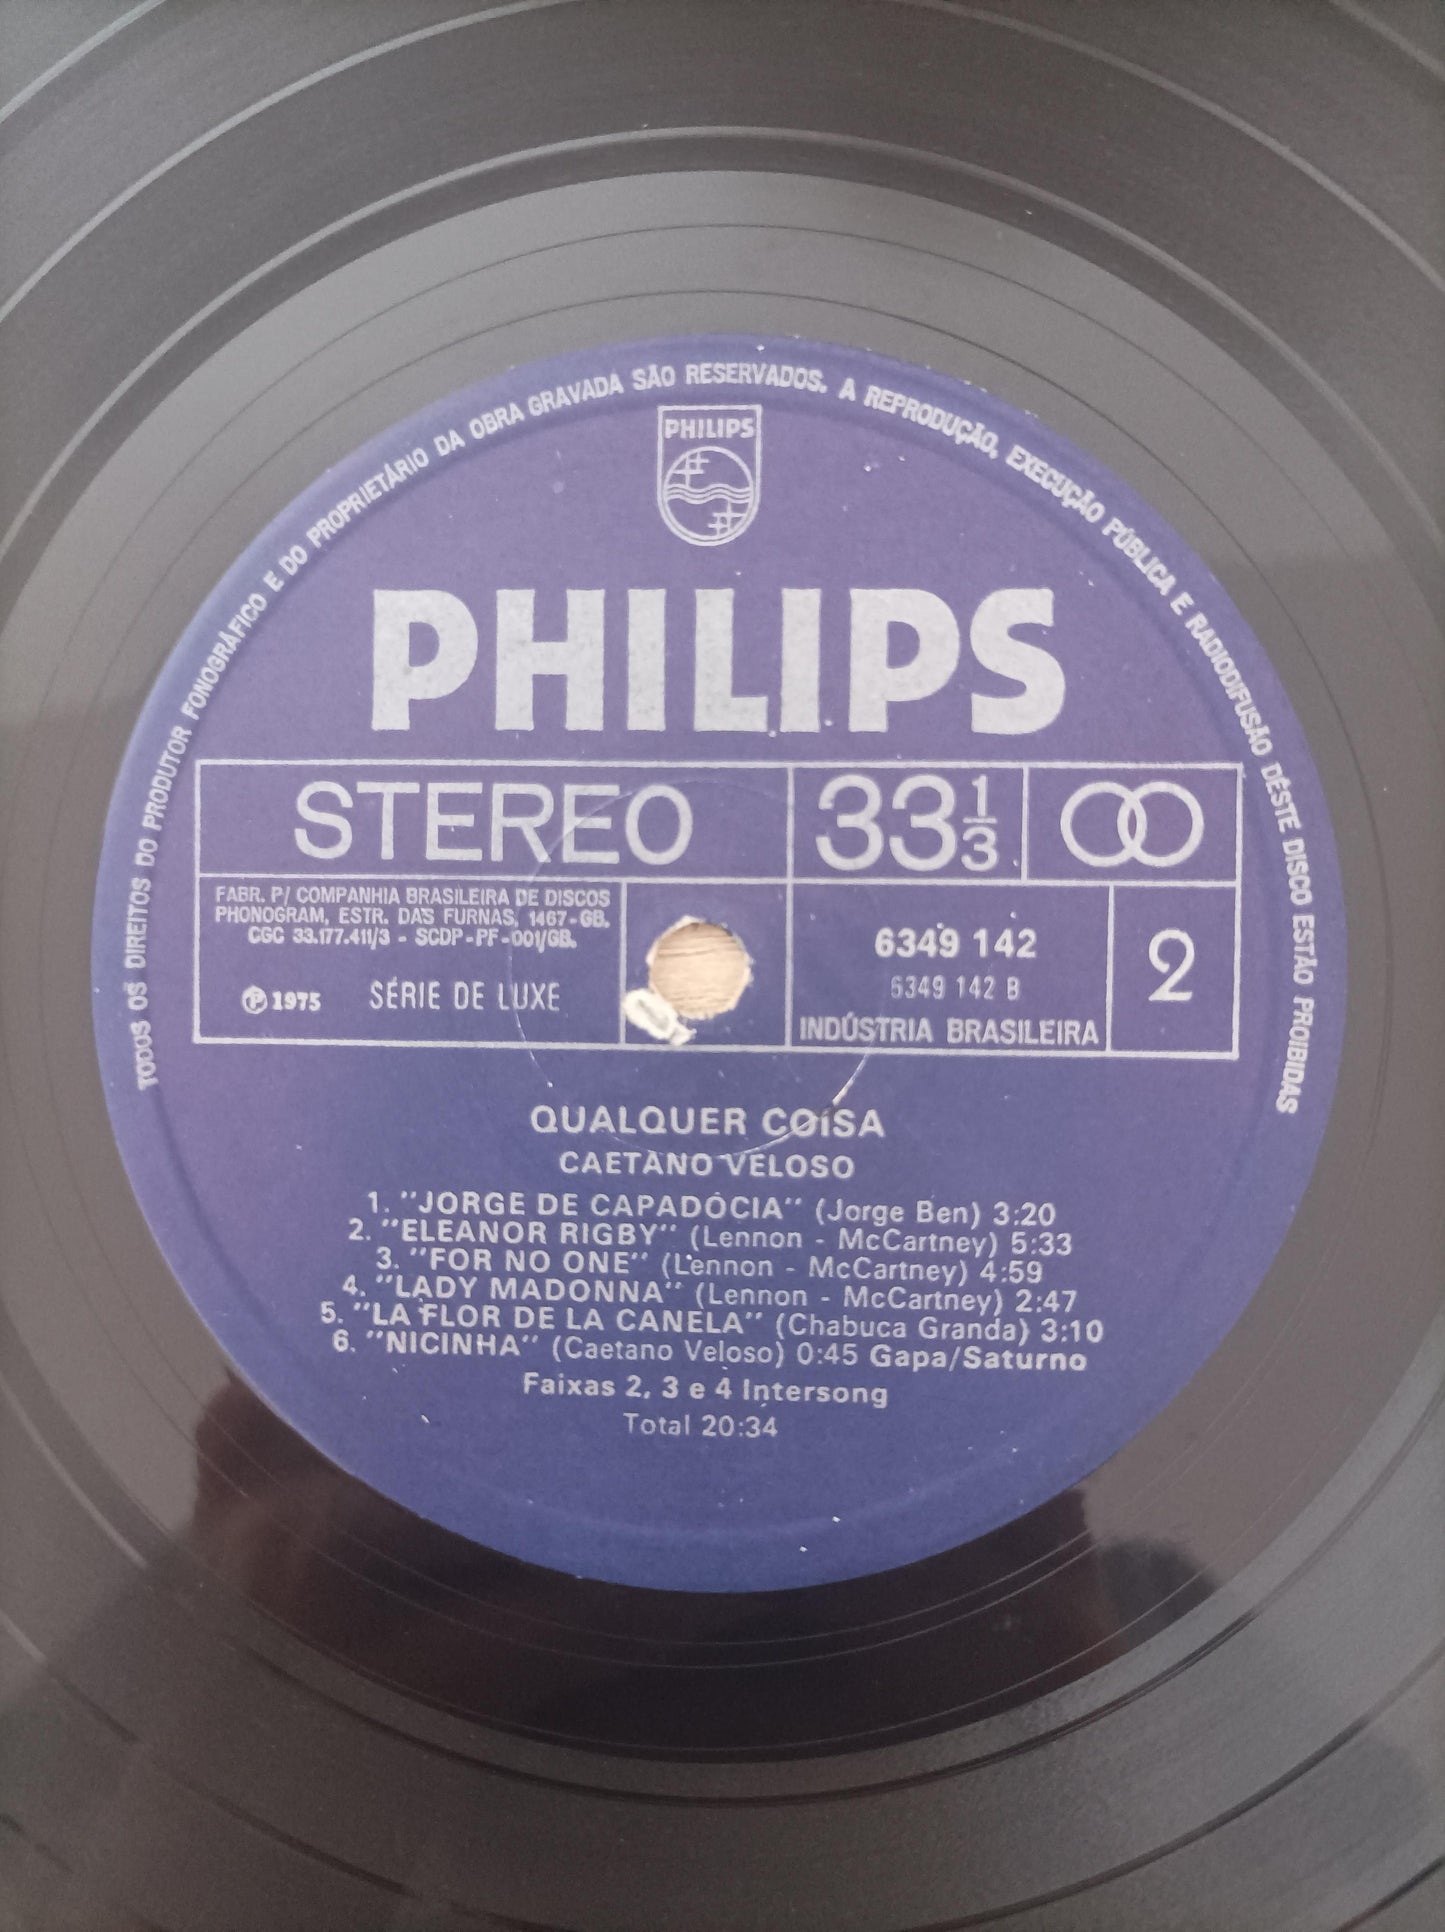 TODOS OS DIREITOS DO PRODUTOR FONOGRÁFICO E DO PROPRIETÁRIO DA OBRA GRAVADA SÃO RESERVADOS. A REPRODUÇÃO, EXECUÇÃO PÚBLICA E RADIODIFUSÃO DÊSTE DISCO ESTÃO PROIBIDAS
PHILIPS
PHILIPS
STEREO
33 1/3
FABR. P/ COMPANHIA BRASILEIRA DE DISCOS
PHONOGRAM, ESTR. DAS FURNAS, 1467-GB.
CGC 33.177.411/3 - SCDP-PF-001/GB.
Ⓟ 1975 SÉRIE DE LUXE
6349 142
6349 142 B
INDÚSTRIA BRASILEIRA
2
QUALQUER COISA
CAETANO VELOSO
1. "JORGE DE CAPADÓCIA" (Jorge Ben) 3:20
2. "ELEANOR RIGBY" (Lennon - McCartney) 5:33
3. "FOR NO ONE" (Lennon - McCartney) 4:59
4. "LADY MADONNA" (Lennon - McCartney) 2:47
5. "LA FLOR DE LA CANELA" (Chabuca Granda) 3:10
6. "NICINHA" (Caetano Veloso) 0:45 Gapa/Saturno
Faixas 2, 3 e 4 Intersong
Total 20:34